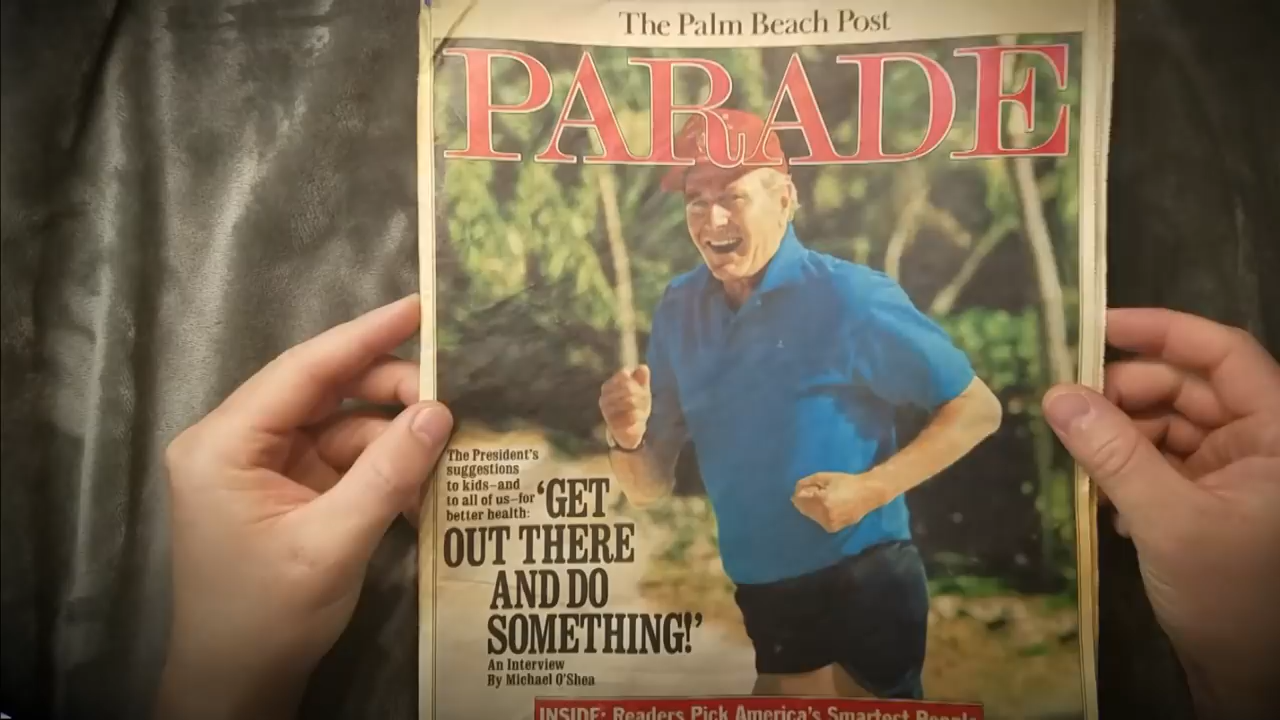 The Palm Beach Post
PARADE
The President's
suggestions
to kids–and
to all of us–for
better health:
‘GET
OUT THERE
AND DO
SOMETHING!’
An Interview
By Michael O'Shea
INSIDE: Readers Pick America's Smartest People